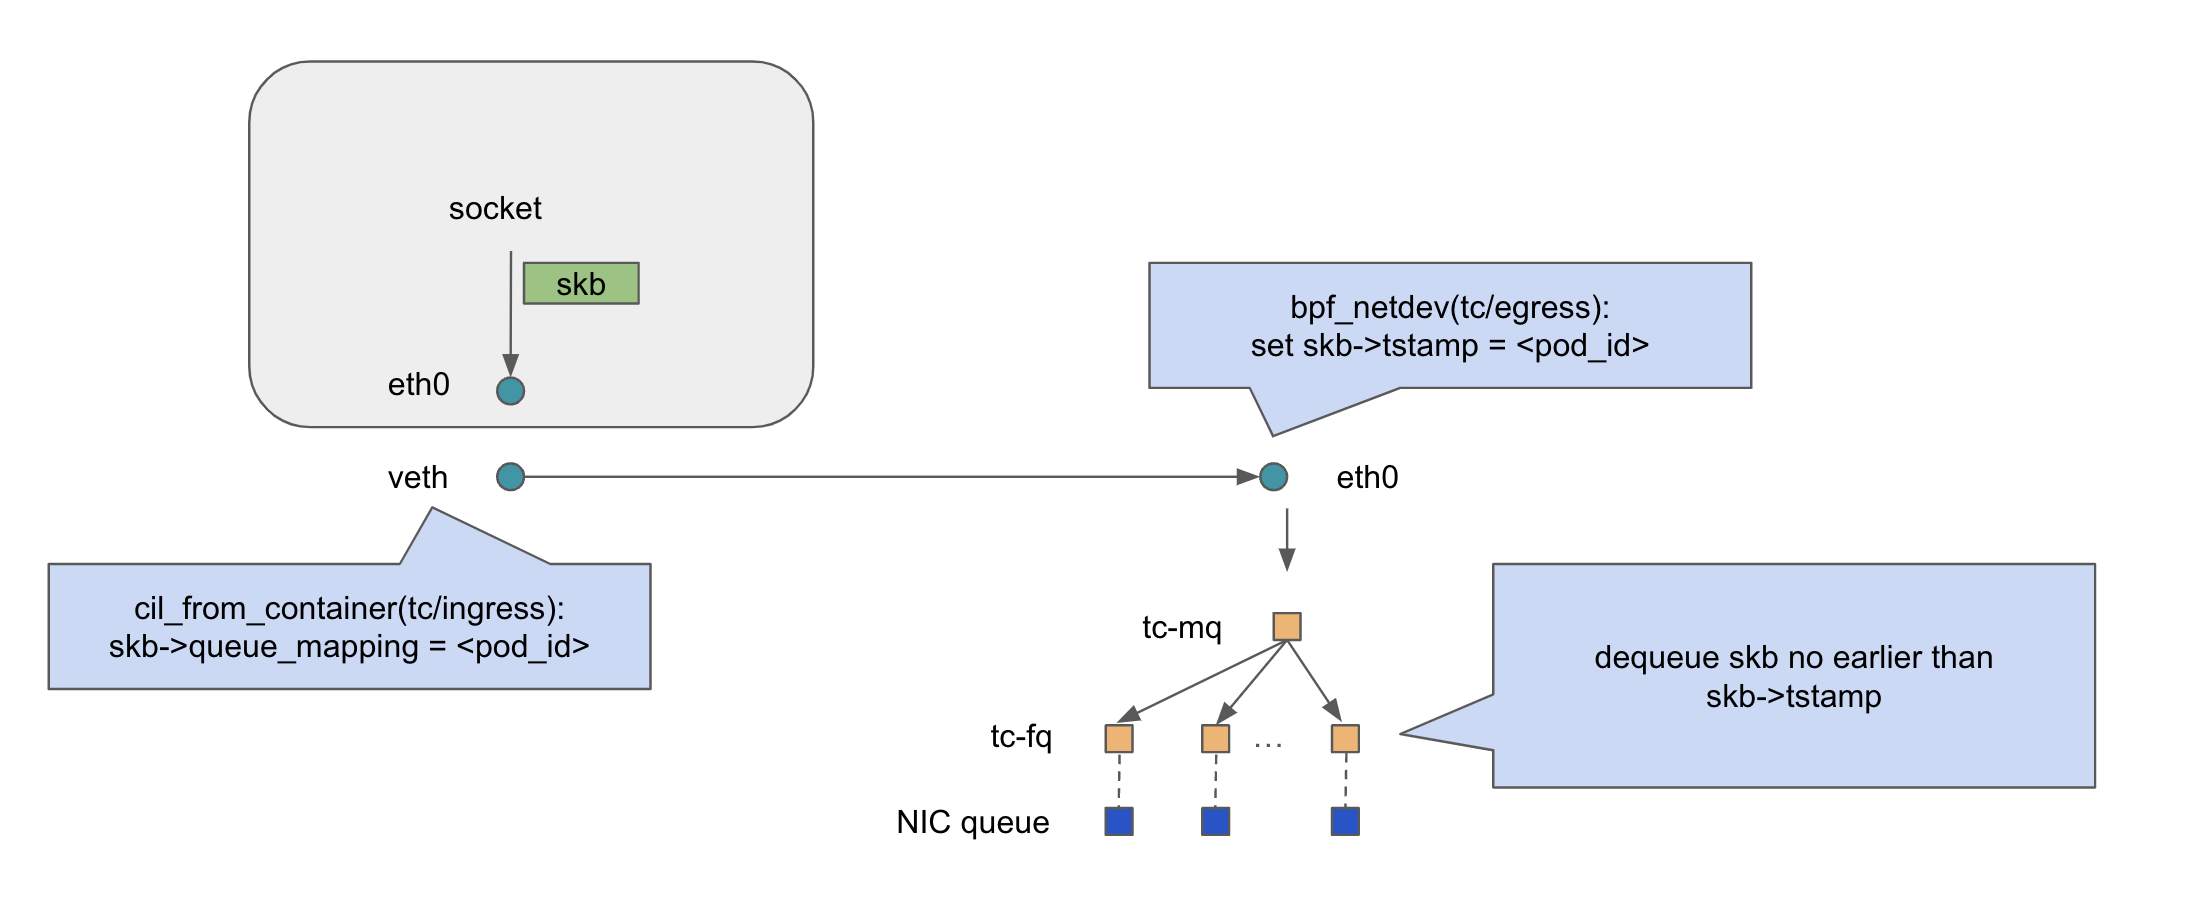 socket
skb
eth0
bpf_netdev(tc/egress):
set skb->tstamp = <pod_id>
veth
eth0
cil_from_container(tc/ingress):
skb->queue_mapping = <pod_id>
tc-mq
dequeue skb no earlier than
skb->tstamp
tc-fq
...
NIC queue